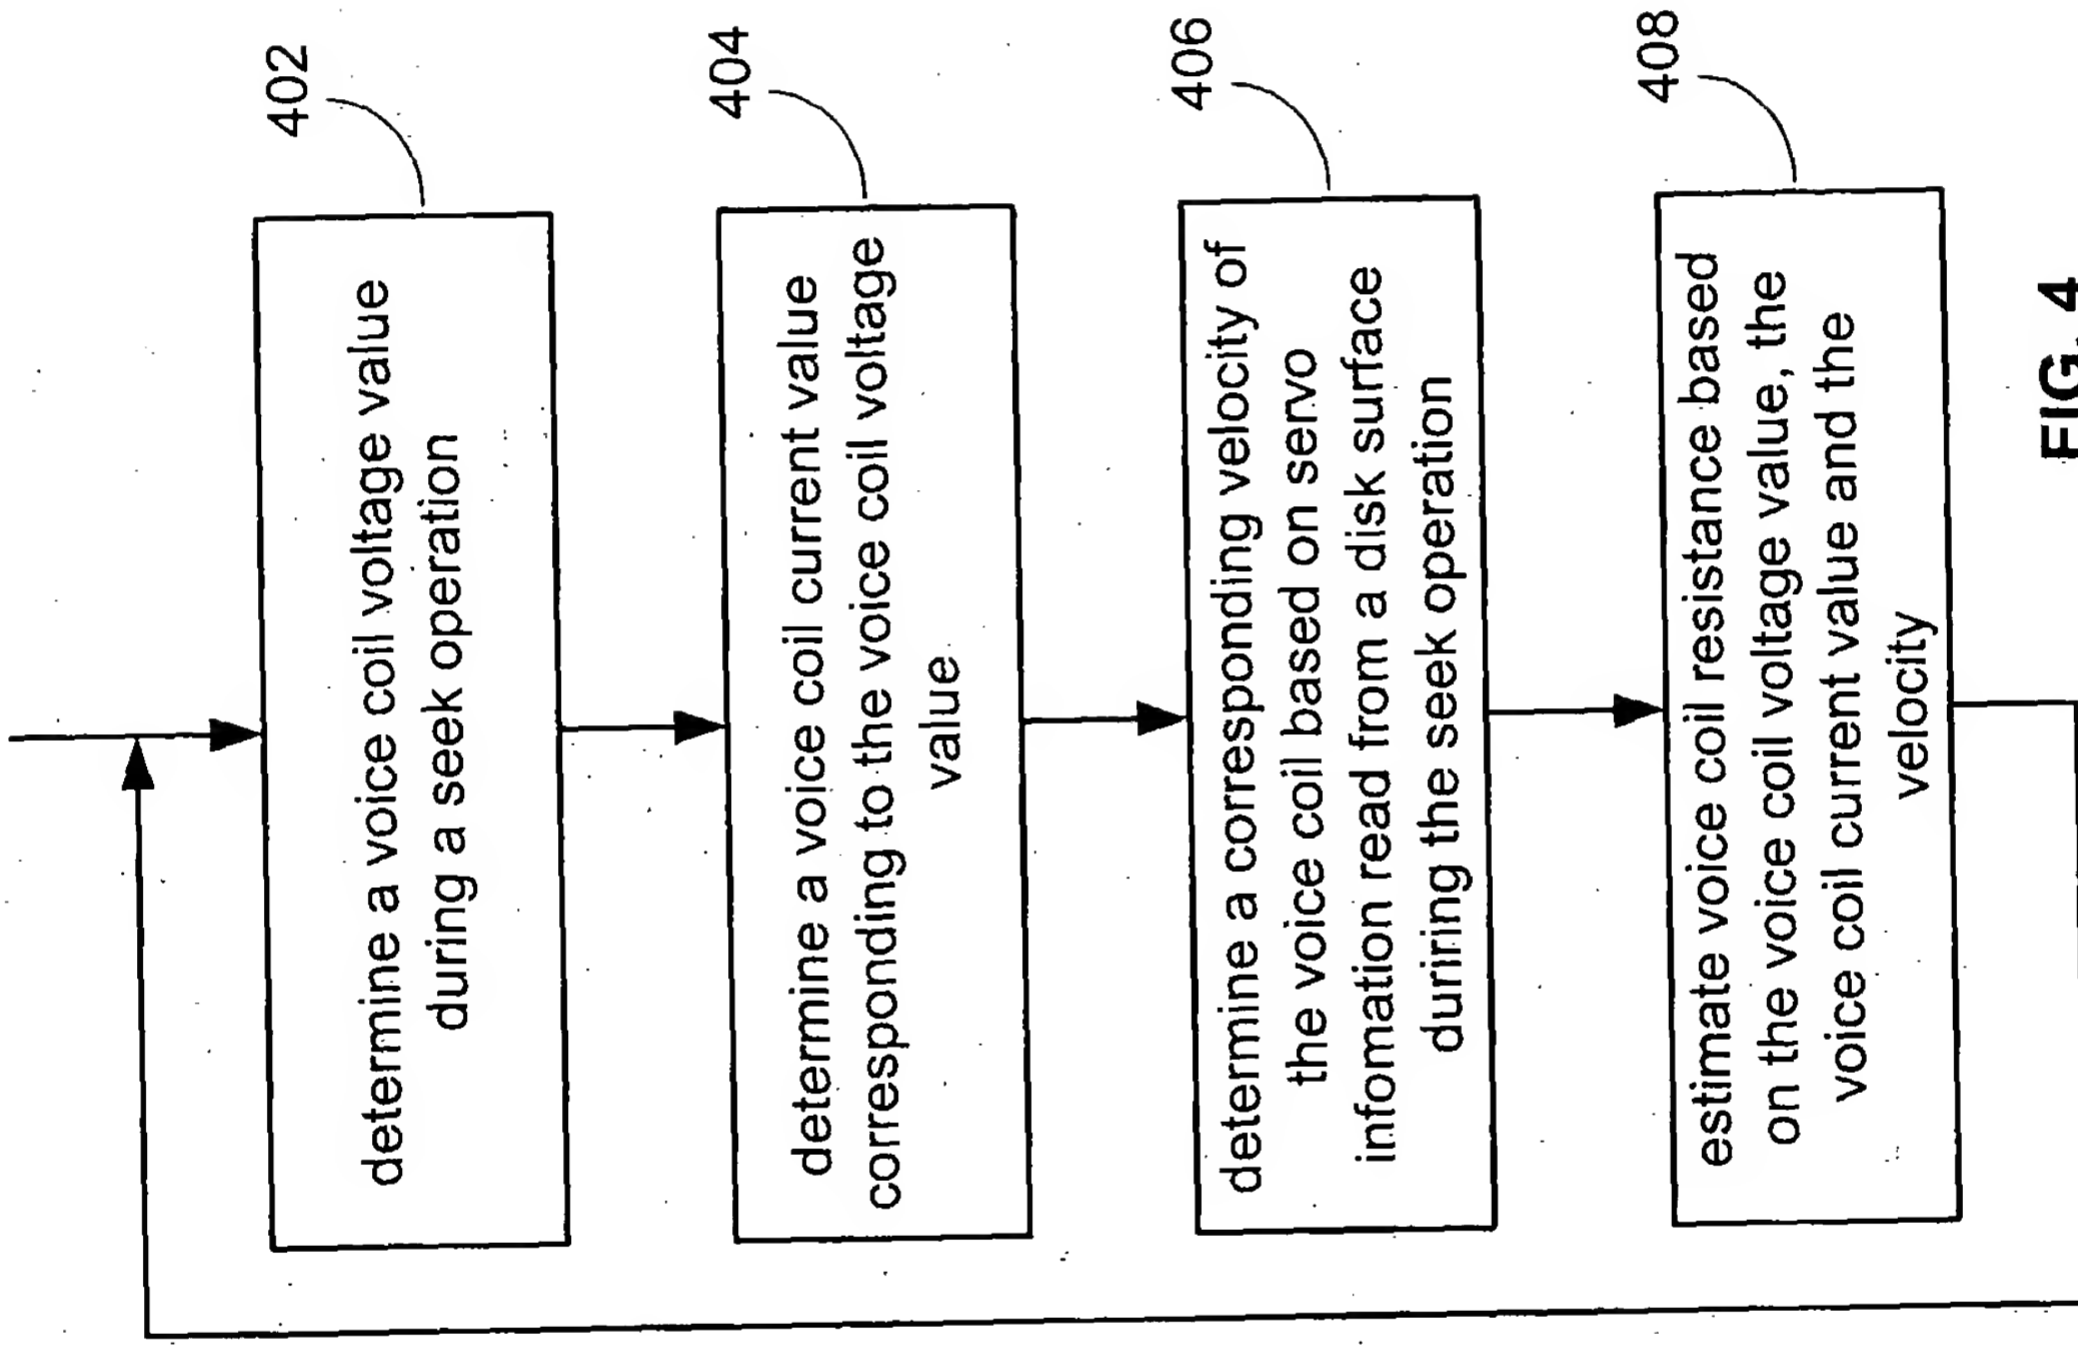 402
determine a voice coil voltage value
during a seek operation
404
determine a voice coil current value
corresponding to the voice coil voltage
value
406
determine a corresponding velocity of
the voice coil based on servo
infomation read from a disk surface
duriring the seek operation
408
estimate voice coil resistance based
on the voice coil voltage value, the
voice coil current value and the
velocity
FIG. 4